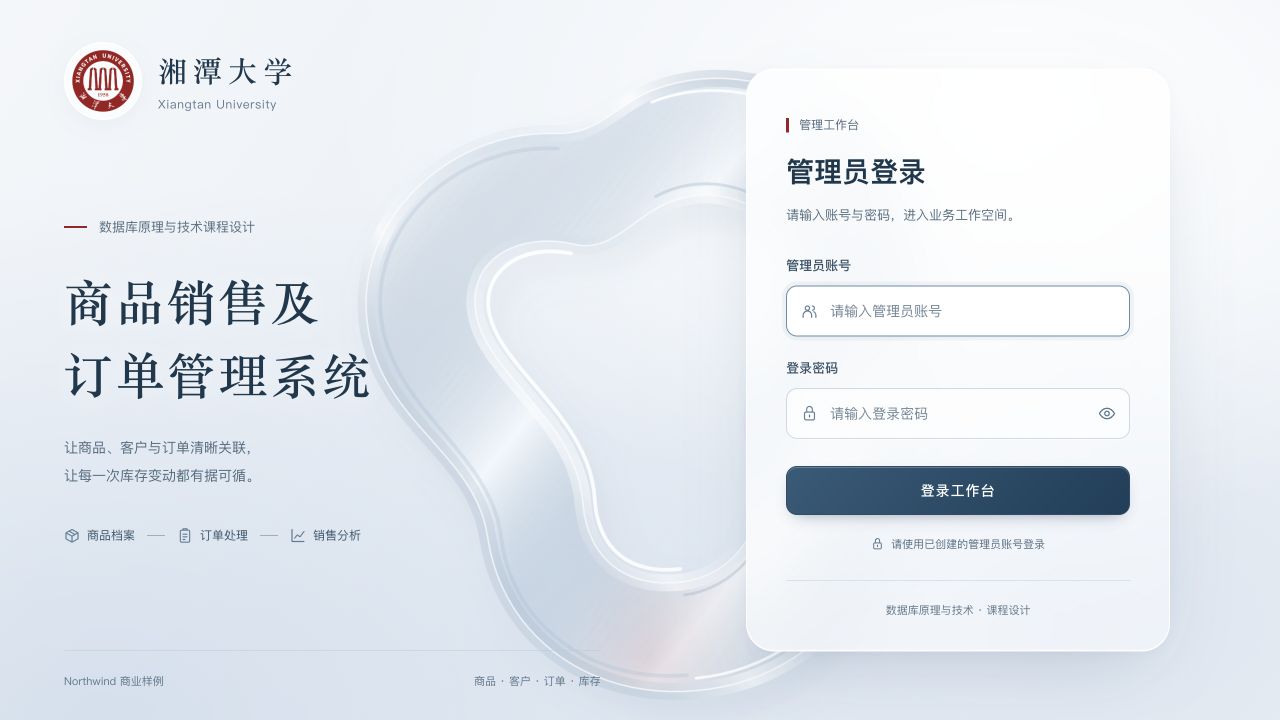 XIANGTAN UNIVERSITY
1958
湘潭大学
湘潭大学
Xiangtan University
数据库原理与技术课程设计
商品销售及
订单管理系统
让商品、客户与订单清晰关联，
让每一次库存变动都有据可循。
商品档案 — 订单处理 — 销售分析
Northwind 商业样例
商品 · 客户 · 订单 · 库存
管理工作台
管理员登录
请输入账号与密码，进入业务工作空间。
管理员账号
请输入管理员账号
登录密码
请输入登录密码
登录工作台
请使用已创建的管理员账号登录
数据库原理与技术 · 课程设计